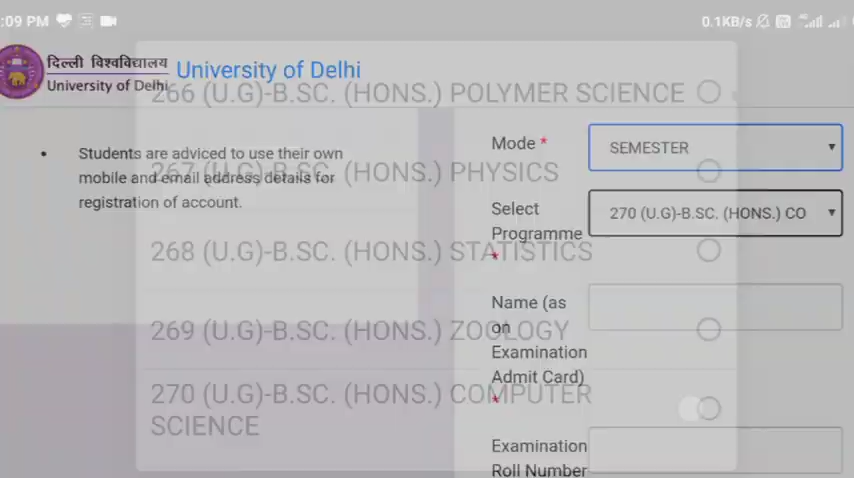 :09 PM
0.1KB/s
दिल्ली विश्वविद्यालय
University of Delhi
University of Delhi
266 (U.G)-B.SC. (HONS.) POLYMER SCIENCE
267 (U.G)-B.SC. (HONS.) PHYSICS
268 (U.G)-B.SC. (HONS.) STATISTICS
269 (U.G)-B.SC. (HONS.) ZOOLOGY
270 (U.G)-B.SC. (HONS.) COMPUTER
SCIENCE
• Students are adviced to use their own
mobile and email address details for
registration of account.
Mode *
SEMESTER
Select
Programme
*
270 (U.G)-B.SC. (HONS.) CO
Name (as
on
Examination
Admit Card)
*
Examination
Roll Number